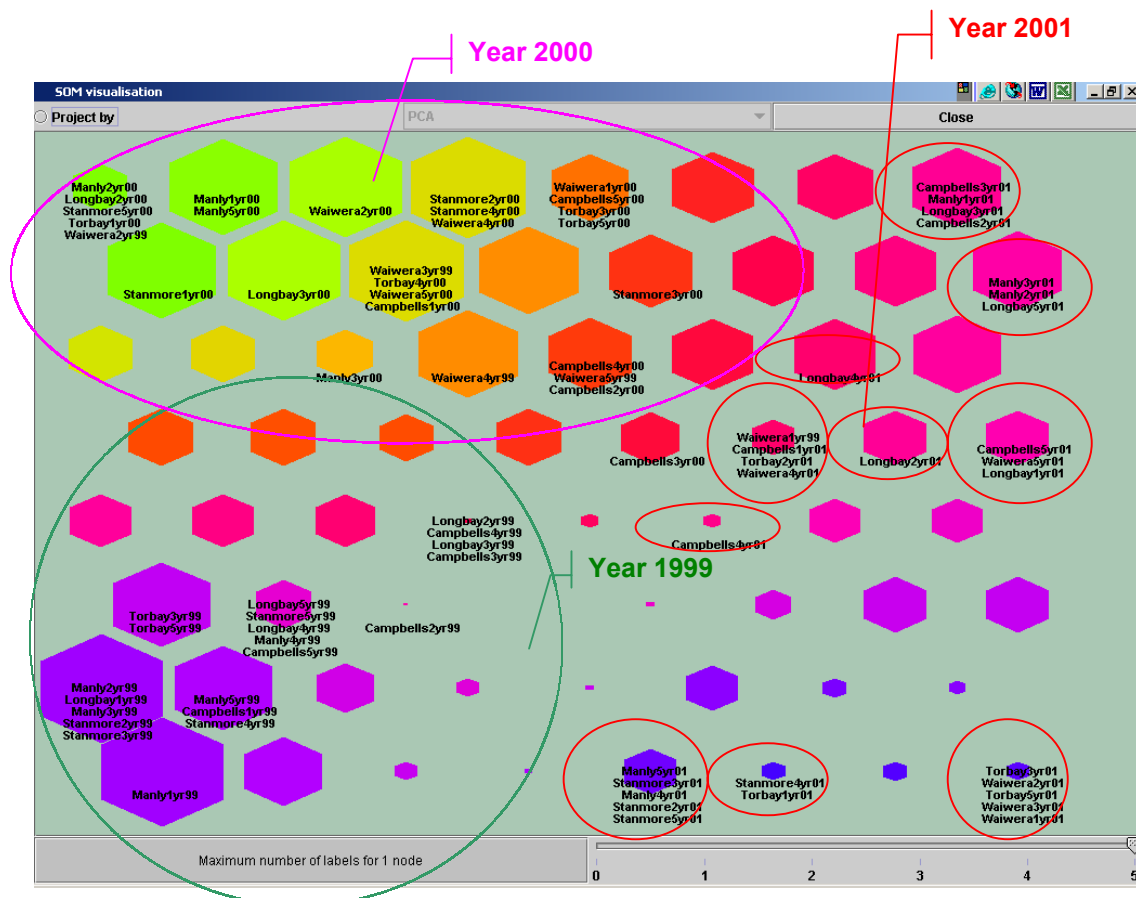 Year 2000
Year 2001
SOM visualisation
Project by
PCA
Close
Manly2yr00
Longbay2yr00
Stanmore5yr00
Torbay1yr00
Waiwera2yr99
Manly1yr00
Manly5yr00
Waiwera2yr00
Stanmore2yr00
Stanmore4yr00
Waiwera4yr00
Waiwera1yr00
Campbells5yr00
Torbay3yr00
Torbay5yr00
Campbells3yr01
Manly1yr01
Longbay3yr01
Campbells2yr01
Stanmore1yr00
Longbay3yr00
Waiwera3yr99
Torbay4yr00
Waiwera5yr00
Campbells1yr00
Stanmore3yr00
Manly3yr01
Manly2yr01
Longbay5yr01
Manly3yr00
Waiwera4yr99
Campbells4yr00
Waiwera5yr99
Campbells2yr00
Longbay4yr01
Campbells3yr00
Waiwera1yr99
Campbells1yr01
Torbay2yr01
Waiwera4yr01
Longbay2yr01
Campbells5yr01
Waiwera5yr01
Longbay1yr01
Longbay2yr99
Campbells4yr99
Longbay3yr99
Campbells3yr99
Campbells4yr01
Year 1999
Torbay3yr99
Torbay5yr99
Longbay5yr99
Stanmore5yr99
Longbay4yr99
Manly4yr99
Campbells5yr99
Campbells2yr99
Manly2yr99
Longbay1yr99
Manly3yr99
Stanmore2yr99
Stanmore3yr99
Manly5yr99
Campbells1yr99
Stanmore4yr99
Manly1yr99
Manly5yr01
Stanmore3yr01
Manly4yr01
Stanmore2yr01
Stanmore5yr01
Stanmore4yr01
Torbay1yr01
Torbay3yr01
Waiwera2yr01
Torbay5yr01
Waiwera3yr01
Waiwera1yr01
Maximum number of labels for 1 node
0 1 2 3 4 5